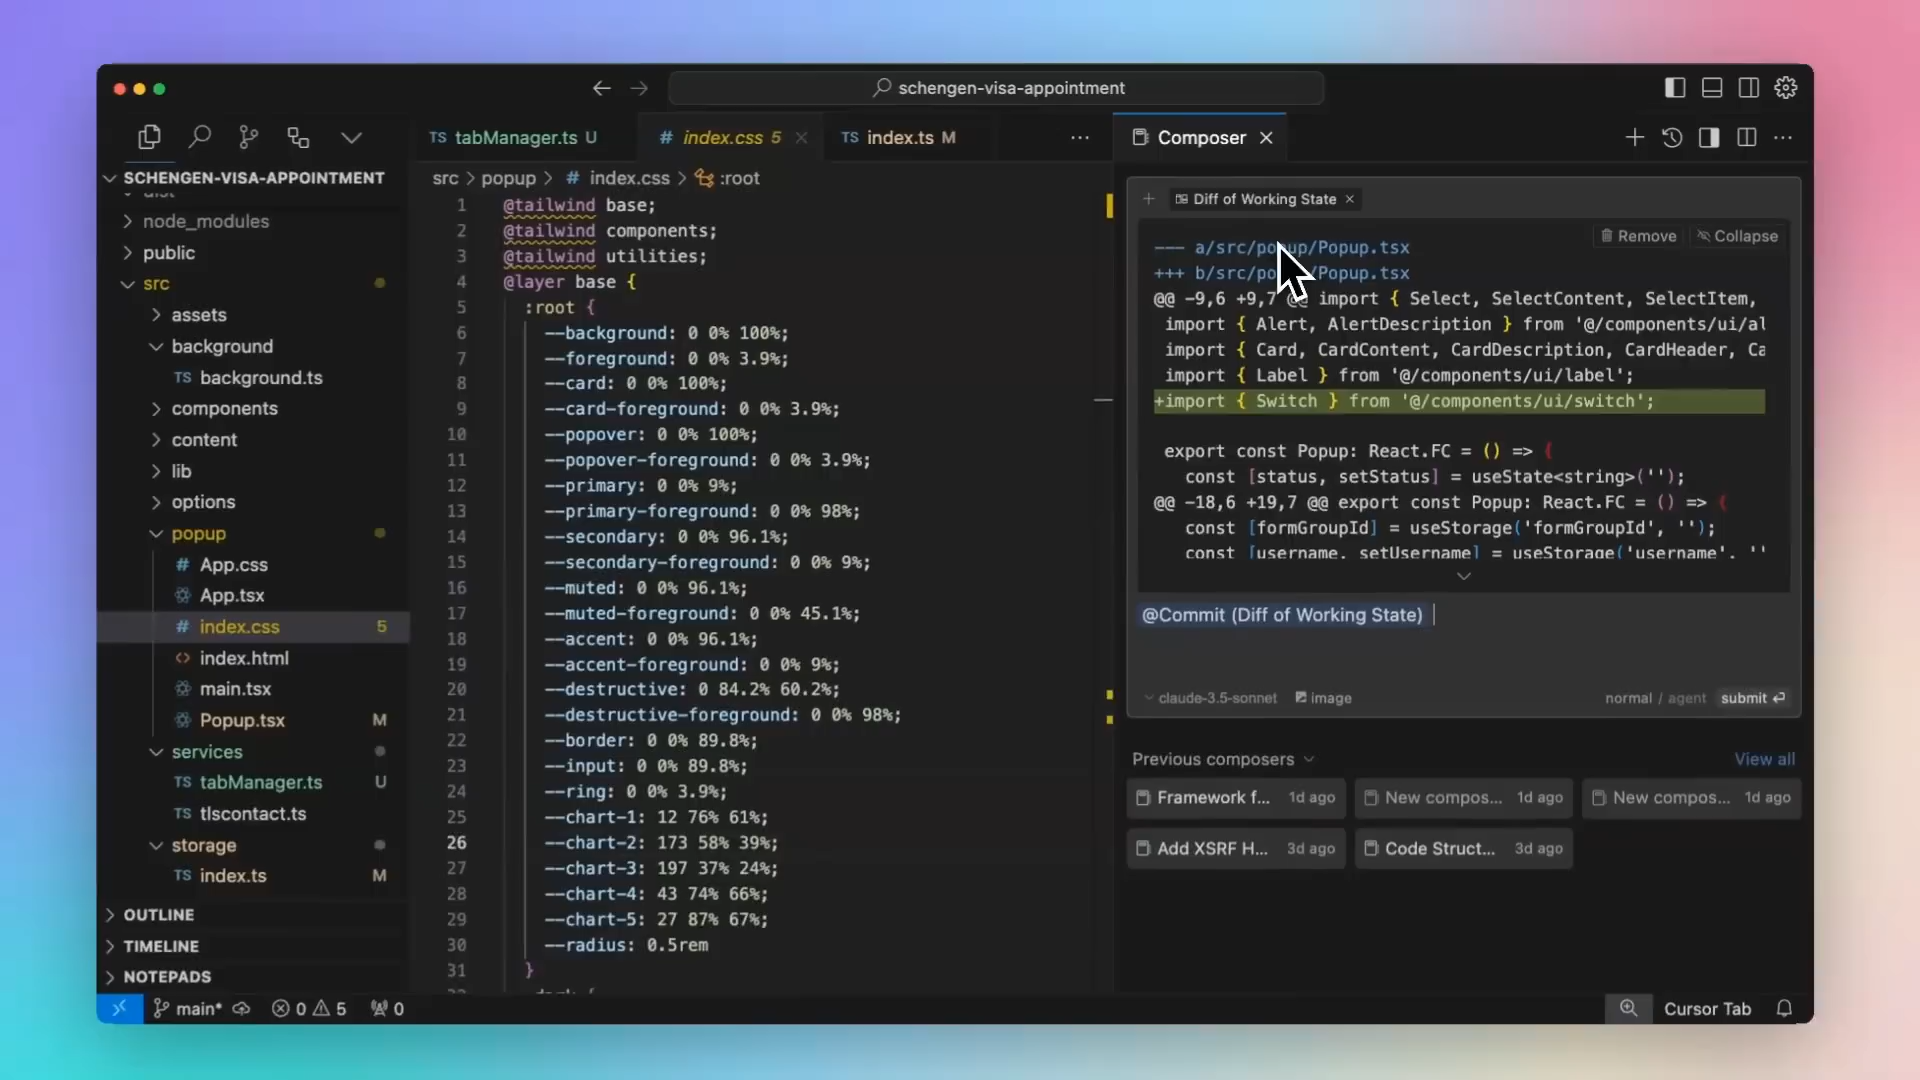 schengen-visa-appointment
SCHENGEN-VISA-APPOINTMENT
node_modules
public
src
assets
background
TS background.ts
components
content
lib
options
popup
# App.css
App.tsx
# index.css 5
<> index.html
main.tsx
Popup.tsx M
services
TS tabManager.ts U
TS tlscontact.ts
storage
TS index.ts M
OUTLINE
TIMELINE
NOTEPADS
TS tabManager.ts U
# index.css 5
TS index.ts M
src > popup > # index.css > :root
1 @tailwind base;
2 @tailwind components;
3 @tailwind utilities;
4 @layer base {
5 :root {
6 --background: 0 0% 100%;
7 --foreground: 0 0% 3.9%;
8 --card: 0 0% 100%;
9 --card-foreground: 0 0% 3.9%;
10 --popover: 0 0% 100%;
11 --popover-foreground: 0 0% 3.9%;
12 --primary: 0 0% 9%;
13 --primary-foreground: 0 0% 98%;
14 --secondary: 0 0% 96.1%;
15 --secondary-foreground: 0 0% 9%;
16 --muted: 0 0% 96.1%;
17 --muted-foreground: 0 0% 45.1%;
18 --accent: 0 0% 96.1%;
19 --accent-foreground: 0 0% 9%;
20 --destructive: 0 84.2% 60.2%;
21 --destructive-foreground: 0 0% 98%;
22 --border: 0 0% 89.8%;
23 --input: 0 0% 89.8%;
24 --ring: 0 0% 3.9%;
25 --chart-1: 12 76% 61%;
26 --chart-2: 173 58% 39%;
27 --chart-3: 197 37% 24%;
28 --chart-4: 43 74% 66%;
29 --chart-5: 27 87% 67%;
30 --radius: 0.5rem
31 }
Composer
Diff of Working State
Remove Collapse
--- a/src/popup/Popup.tsx
+++ b/src/po /Popup.tsx
@@ -9,6 +9,7 @@ import { Select, SelectContent, SelectItem,
import { Alert, AlertDescription } from '@/components/ui/al
import { Card, CardContent, CardDescription, CardHeader, Ca
import { Label } from '@/components/ui/label';
+import { Switch } from '@/components/ui/switch';
export const Popup: React.FC = () => {
const [status, setStatus] = useState<string>('');
@@ -18,6 +19,7 @@ export const Popup: React.FC = () => {
const [formGroupId] = useStorage('formGroupId', '');
const [username, setUsername] = useStorage('username', ''
@Commit (Diff of Working State)
claude-3.5-sonnet image normal / agent submit
Previous composers View all
Framework f... 1d ago
New compos... 1d ago
New compos... 1d ago
Add XSRF H... 3d ago
Code Struct... 3d ago
main* 0 5 0
Cursor Tab